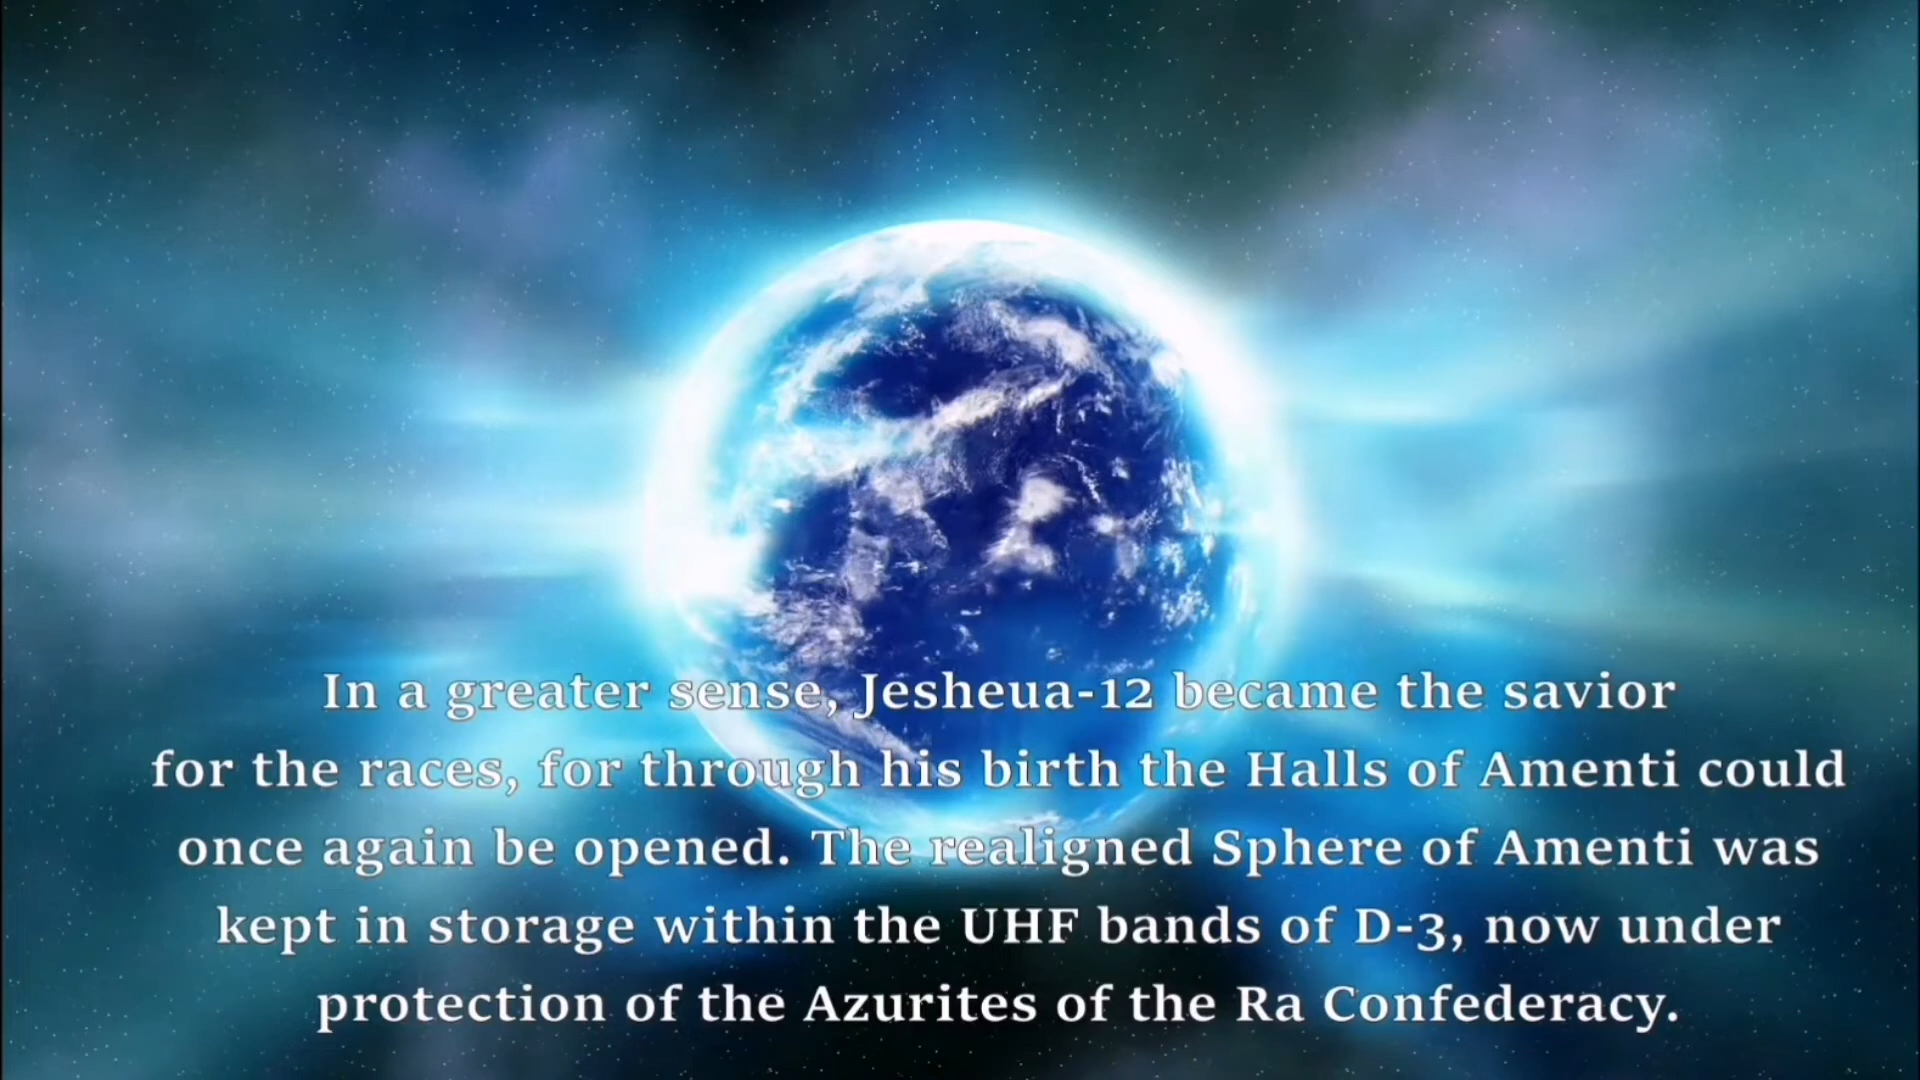 In a greater sense, Jesheua-12 became the savior
for the races, for through his birth the Halls of Amenti could
once again be opened. The realigned Sphere of Amenti was
kept in storage within the UHF bands of D-3, now under
protection of the Azurites of the Ra Confederacy.